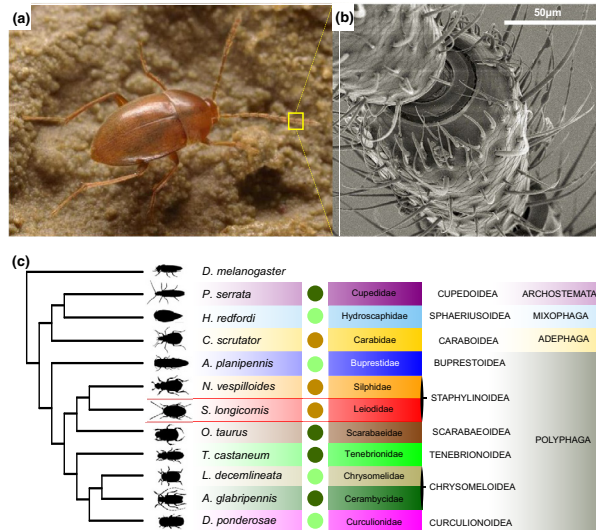 (a)
(b)
50µm
(c)
D. melanogaster
P. serrata Cupedidae CUPEDOIDEA ARCHOSTEMATA
H. redfordi Hydroscaphidae SPHAERIUSOIDEA MIXOPHAGA
C. scrutator Carabidae CARABOIDEA ADEPHAGA
A. planipennis Buprestidae BUPRESTOIDEA
N. vespilloides Silphidae
STAPHYLINOIDEA
S. longicornis Leiodidae
O. taurus Scarabaeidae SCARABAEOIDEA
POLYPHAGA
T. castaneum Tenebrionidae TENEBRIONOIDEA
L. decemlineata Chrysomelidae
CHRYSOMELOIDEA
A. glabripennis Cerambycidae
D. ponderosae Curculionidae CURCULIONOIDEA